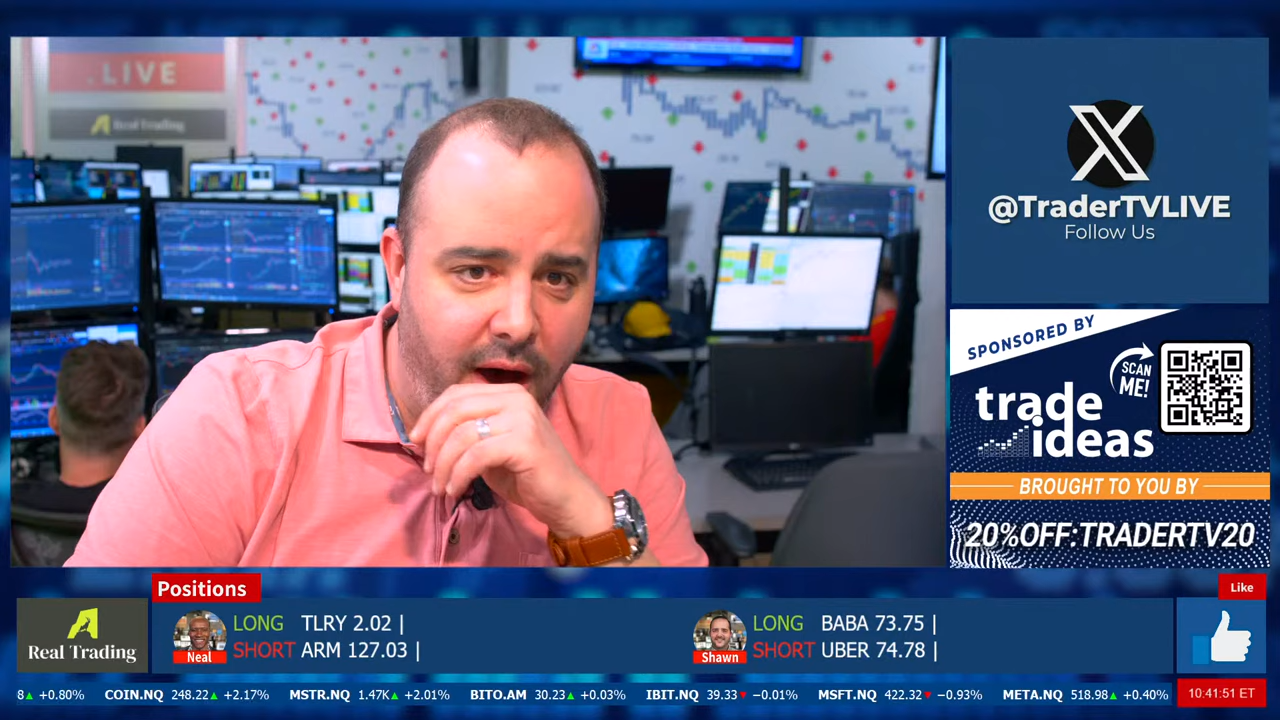 .LIVE
Real Trading
@TraderTVLIVE
Follow Us
SPONSORED BY
SCAN
ME!
trade
ideas
BROUGHT TO YOU BY
20%OFF:TRADERTV20
Positions
Like
LONG TLRY 2.02 |
SHORT ARM 127.03 |
Neal
LONG BABA 73.75 |
SHORT UBER 74.78 |
Shawn
Real Trading
8▲ +0.80% COIN.NQ 248.22▲ +2.17% MSTR.NQ 1.47K▲ +2.01% BITO.AM 30.23▲ +0.03% IBIT.NQ 39.33▼ −0.01% MSFT.NQ 422.32▼ −0.93% META.NQ 518.98▲ +0.40%
10:41:51 ET